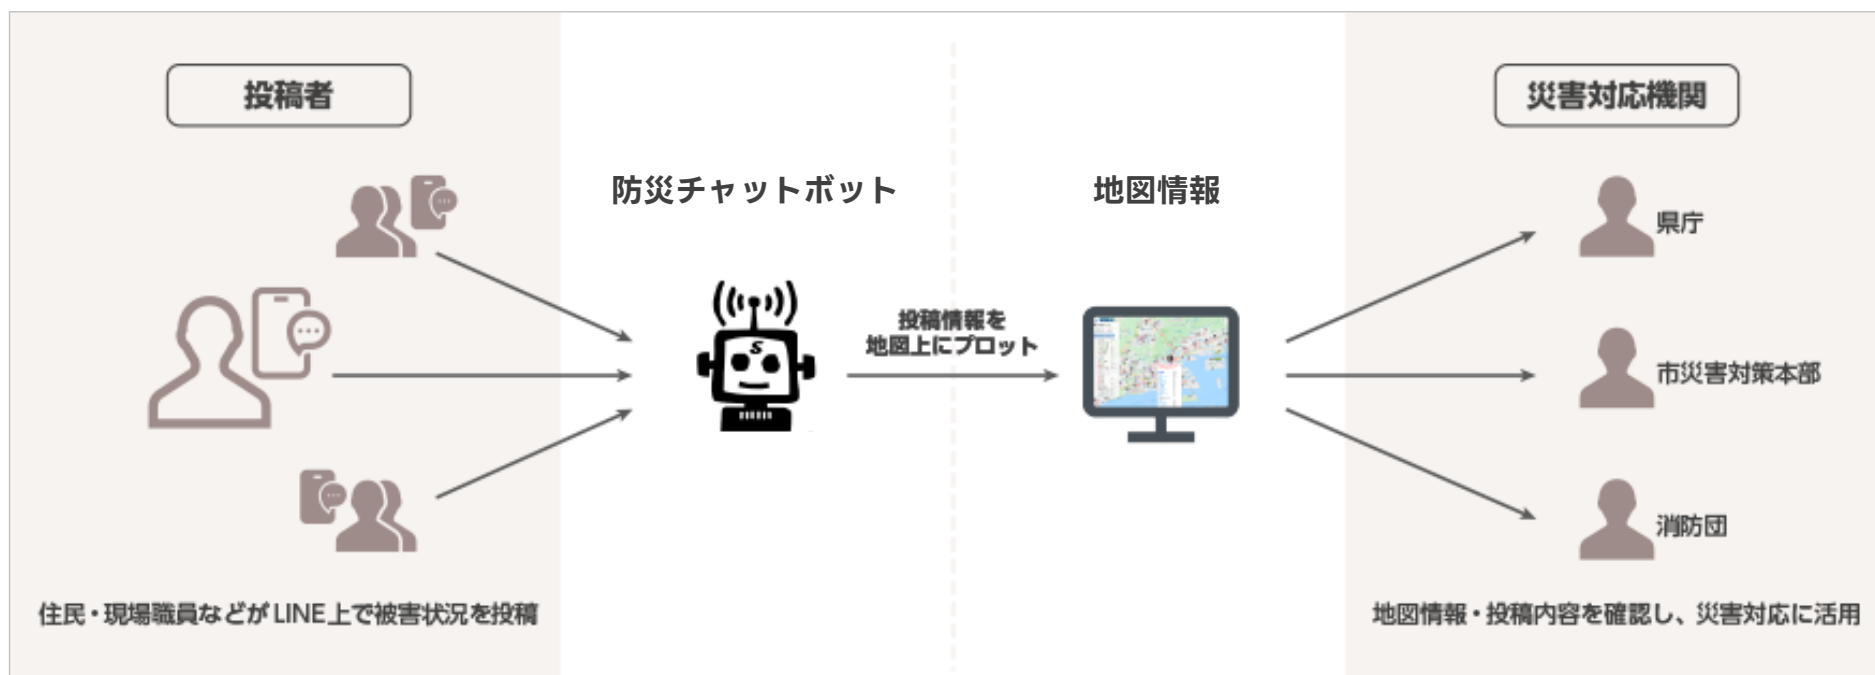 投稿者
災害対応機関
防災チャットボット
地図情報
県庁
投稿情報を
地図上にプロット
S
市災害対策本部
消防団
住民・現場職員などがLINE上で被害状況を投稿
地図情報・投稿内容を確認し、災害対応に活用